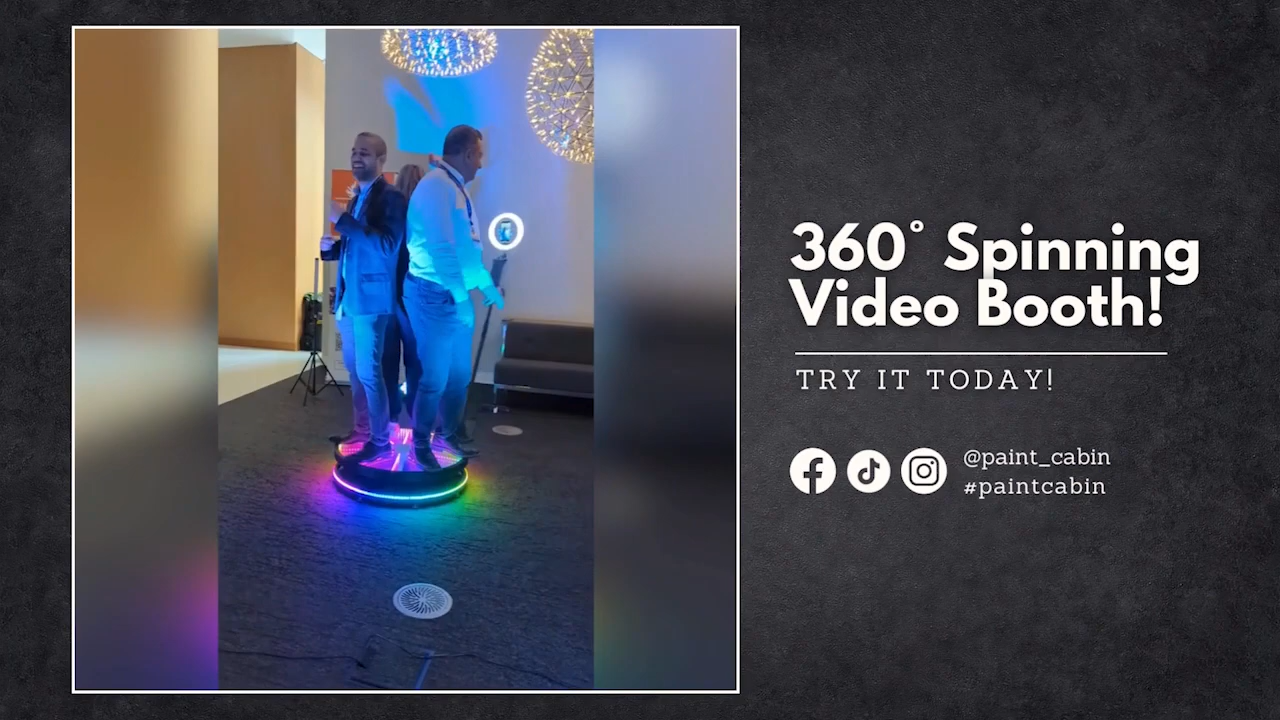 360° Spinning
Video Booth!
TRY IT TODAY!
@paint_cabin
#paintcabin